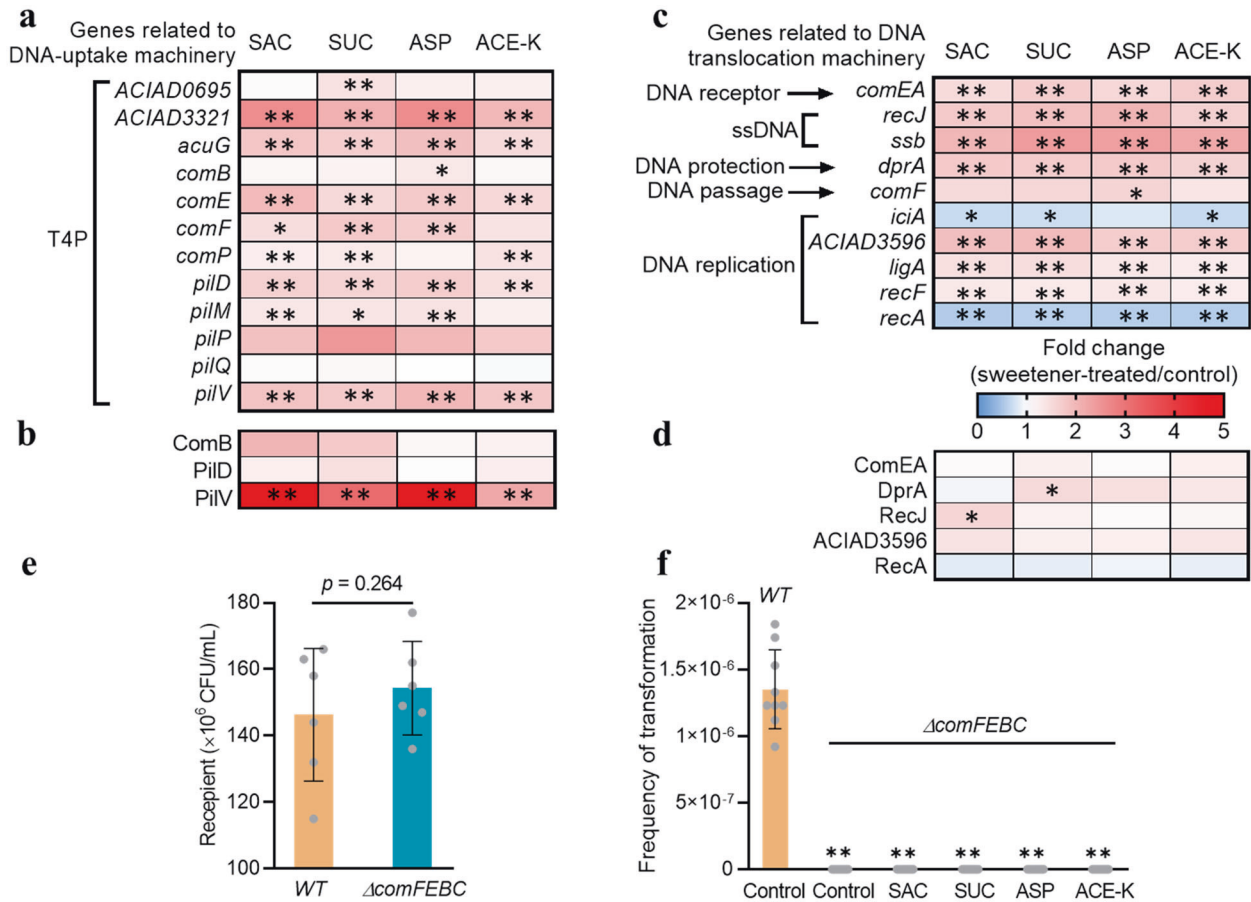 a
Genes related to
DNA-uptake machinery
SAC SUC ASP ACE-K
T4P
ACIAD0695 **
ACIAD3321 ** ** ** **
acuG ** ** ** **
comB *
comE ** ** ** **
comF * ** **
comP ** ** **
pilD ** ** ** **
pilM ** * **
pilP
pilQ
pilV ** ** ** **
b
ComB
PilD
PilV ** ** ** **
c
Genes related to DNA
translocation machinery
SAC SUC ASP ACE-K
DNA receptor comEA ** ** ** **
ssDNA
recJ ** ** ** **
ssb ** ** ** **
DNA protection dprA ** ** ** **
DNA passage comF *
DNA replication
iciA * * *
ACIAD3596 ** ** ** **
ligA ** ** ** **
recF ** ** ** **
recA ** ** ** **
Fold change
(sweetener-treated/control)
0 1 2 3 4 5
d
ComEA
DprA *
RecJ *
ACIAD3596
RecA
e
p = 0.264
Recepient (×10⁶ CFU/mL)
180
160
140
120
100
WT ΔcomFEBC
f
Frequency of transformation
2×10⁻⁶
1.5×10⁻⁶
1×10⁻⁶
5×10⁻⁷
0
WT
ΔcomFEBC
** ** ** ** **
Control Control SAC SUC ASP ACE-K